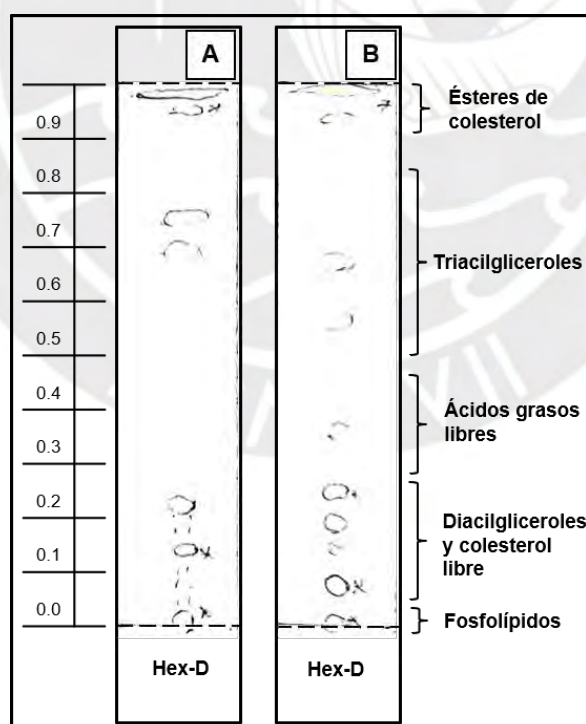 A
B
0.9
0.8
0.7
0.6
0.5
0.4
0.3
0.2
0.1
0.0
Ésteres de
colesterol
Triacilgliceroles
Ácidos grasos
libres
Diacilgliceroles
y colesterol
libre
Fosfolípidos
Hex-D
Hex-D